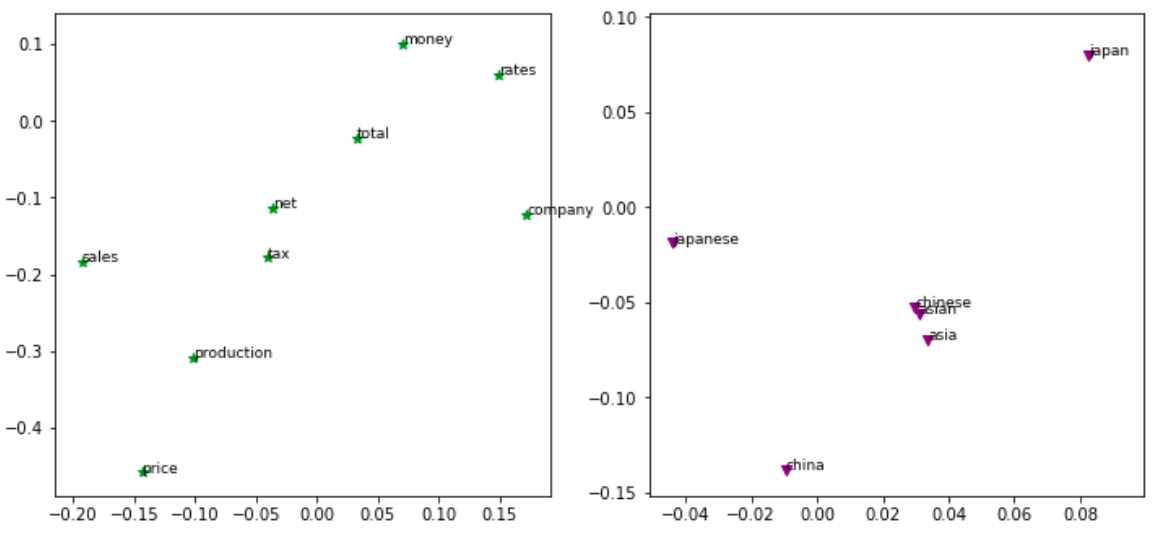 0.1
0.0
−0.1
−0.2
−0.3
−0.4
money
rates
total
net
company
sales
tax
production
price
−0.20 −0.15 −0.10 −0.05 0.00 0.05 0.10 0.15
0.10
0.05
0.00
−0.05
−0.10
−0.15
japan
japanese
chinese
asian
asia
china
−0.04 −0.02 0.00 0.02 0.04 0.06 0.08